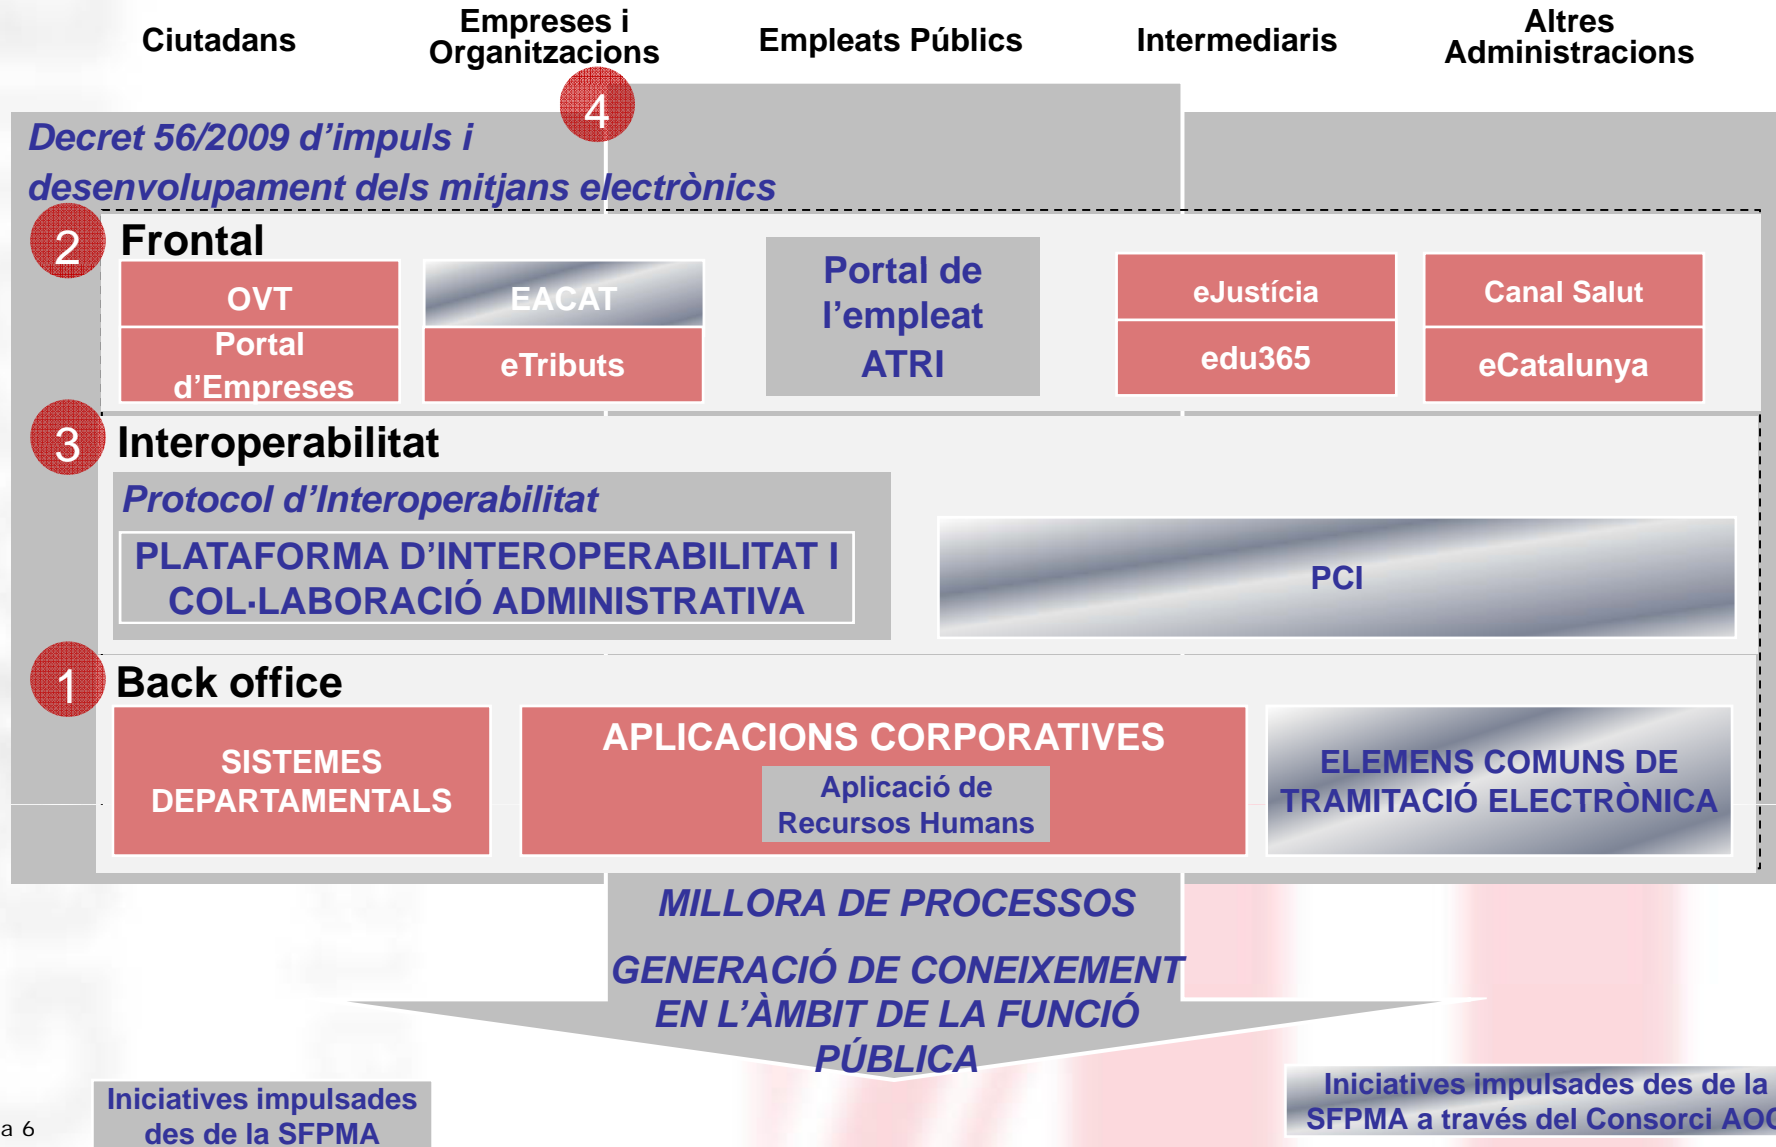 Ciutadans
Empreses i
Organitzacions
Empleats Públics
Intermediaris
Altres
Administracions
4
Decret 56/2009 d’impuls i
desenvolupament dels mitjans electrònics
2
Frontal
OVT
Portal
d’Empreses
EACAT
eTributs
Portal de
l’empleat
ATRI
eJustícia
edu365
Canal Salut
eCatalunya
3
Interoperabilitat
Protocol d’Interoperabilitat
PLATAFORMA D’INTEROPERABILITAT I
COL·LABORACIÓ ADMINISTRATIVA
PCI
1
Back office
SISTEMES
DEPARTAMENTALS
APLICACIONS CORPORATIVES
Aplicació de
Recursos Humans
ELEMENS COMUNS DE
TRAMITACIÓ ELECTRÒNICA
MILLORA DE PROCESSOS
GENERACIÓ DE CONEIXEMENT
EN L’ÀMBIT DE LA FUNCIÓ
PÚBLICA
Iniciatives impulsades
des de la SFPMA
Iniciatives impulsades des de la
SFPMA a través del Consorci AOC
a 6